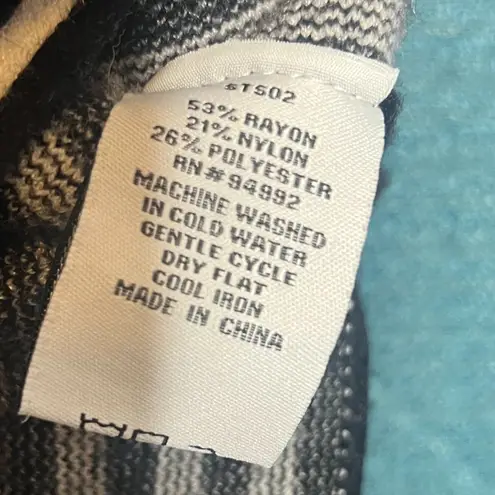 STS02
53% RAYON
21% NYLON
26% POLYESTER
RN#94992
MACHINE WASHED
IN COLD WATER
GENTLE CYCLE
DRY FLAT
COOL IRON
MADE IN CHINA